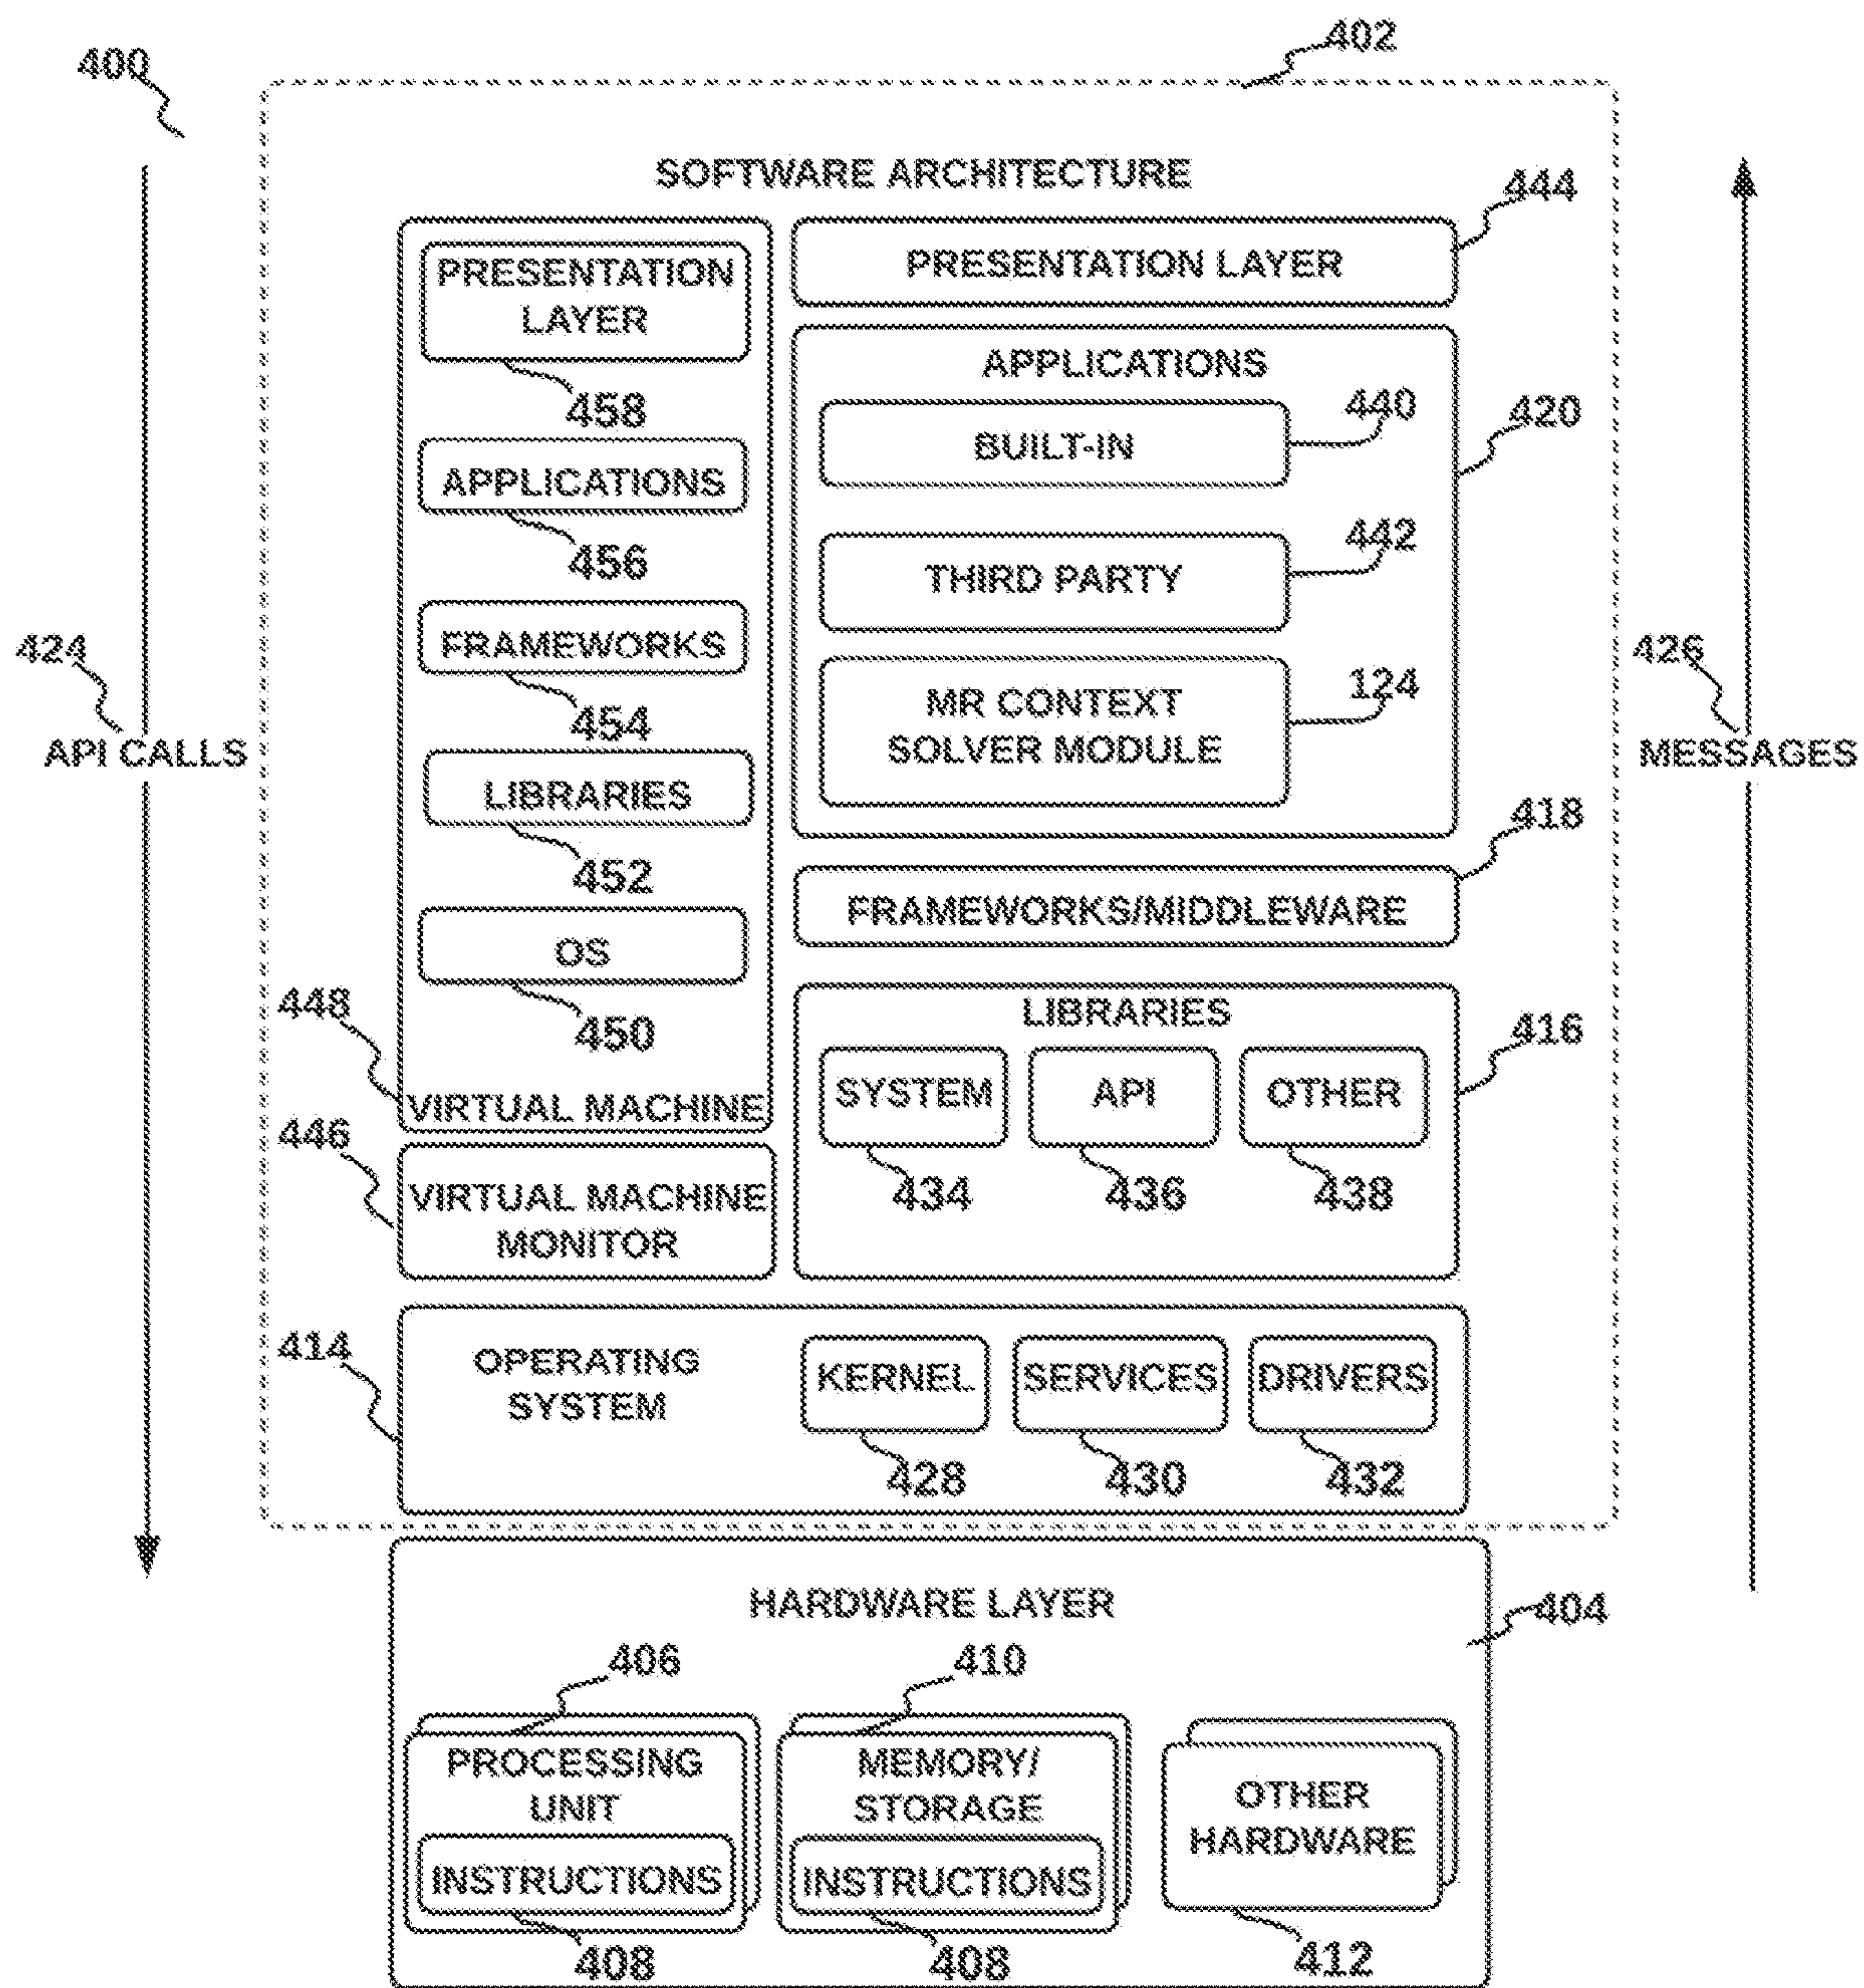 400
402
SOFTWARE ARCHITECTURE
444
PRESENTATION
LAYER
458
APPLICATIONS
456
FRAMEWORKS
454
LIBRARIES
452
OS
450
448
VIRTUAL MACHINE
446
VIRTUAL MACHINE
MONITOR
PRESENTATION LAYER
APPLICATIONS
440
420
BUILT-IN
442
THIRD PARTY
124
MR CONTEXT
SOLVER MODULE
418
FRAMEWORKS/MIDDLEWARE
LIBRARIES
416
SYSTEM
API
OTHER
434
436
438
424
API CALLS
426
MESSAGES
414
OPERATING
SYSTEM
KERNEL
SERVICES
DRIVERS
428
430
432
HARDWARE LAYER
404
406
410
PROCESSING
UNIT
INSTRUCTIONS
408
MEMORY/
STORAGE
INSTRUCTIONS
408
OTHER
HARDWARE
412